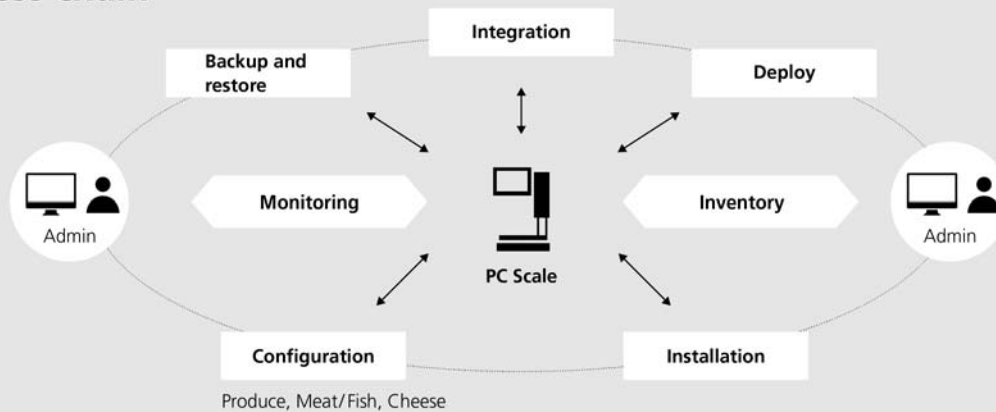 Integration
Backup and
restore
Deploy
Admin
Monitoring
PC Scale
Inventory
Admin
Configuration
Installation
Produce, Meat/Fish, Cheese